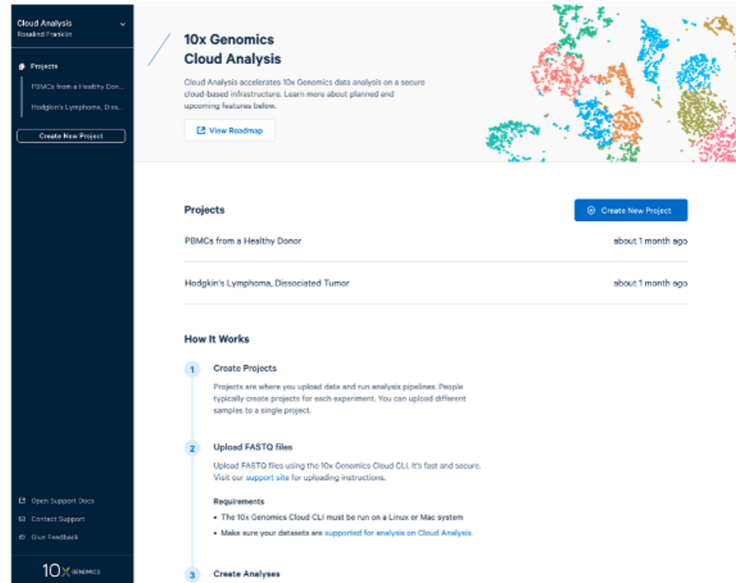 Cloud Analysis
Rosalind Franklin
Projects
PBMCs from a Healthy Don...
Hodgkin's Lymphoma, Diss...
Create New Project
Open Support Docs
Contact Support
Give Feedback
10X GENOMICS
10x Genomics
Cloud Analysis
Cloud Analysis accelerates 10x Genomics data analysis on a secure
cloud-based infrastructure. Learn more about planned and
upcoming features below.
View Roadmap
Projects
Create New Project
PBMCs from a Healthy Donor
about 1 month ago
Hodgkin's Lymphoma, Dissociated Tumor
about 1 month ago
How It Works
1
Create Projects
Projects are where you upload data and run analysis pipelines. People
typically create projects for each experiment. You can upload different
samples to a single project.
2
Upload FASTQ files
Upload FASTQ files using the 10x Genomics Cloud CLI. It's fast and secure.
Visit our support site for uploading instructions.
Requirements
• The 10x Genomics Cloud CLI must be run on a Linux or Mac system
• Make sure your datasets are supported for analysis on Cloud Analysis.
3
Create Analyses